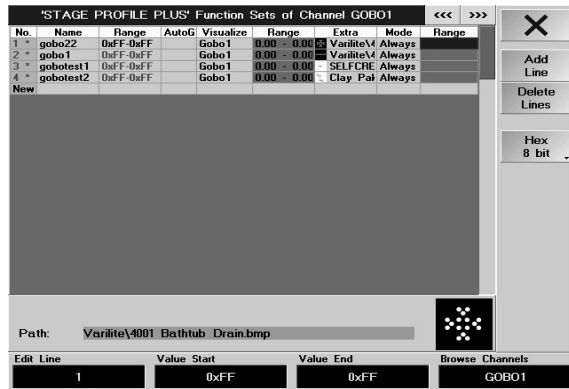 'STAGE PROFILE PLUS' Function Sets of Channel GOBO1 <<< >>>
No. Name Range AutoG Visualize Range Extra Mode Range
1 * gobo22 0xFF-0xFF Gobo1 0.00 - 0.00 Varilite\4 Always
2 * gobo1 0xFF-0xFF Gobo1 0.00 - 0.00 Varilite\4 Always
3 * gobotest1 0xFF-0xFF Gobo1 0.00 - 0.00 SELFCRE Always
4 * gobotest2 0xFF-0xFF Gobo1 0.00 - 0.00 Clay Pak Always
New
Add
Line
Delete
Lines
Hex
8 bit
Path: Varilite\4001 Bathtub Drain.bmp
Edit Line Value Start Value End Browse Channels
1 0xFF 0xFF GOBO1